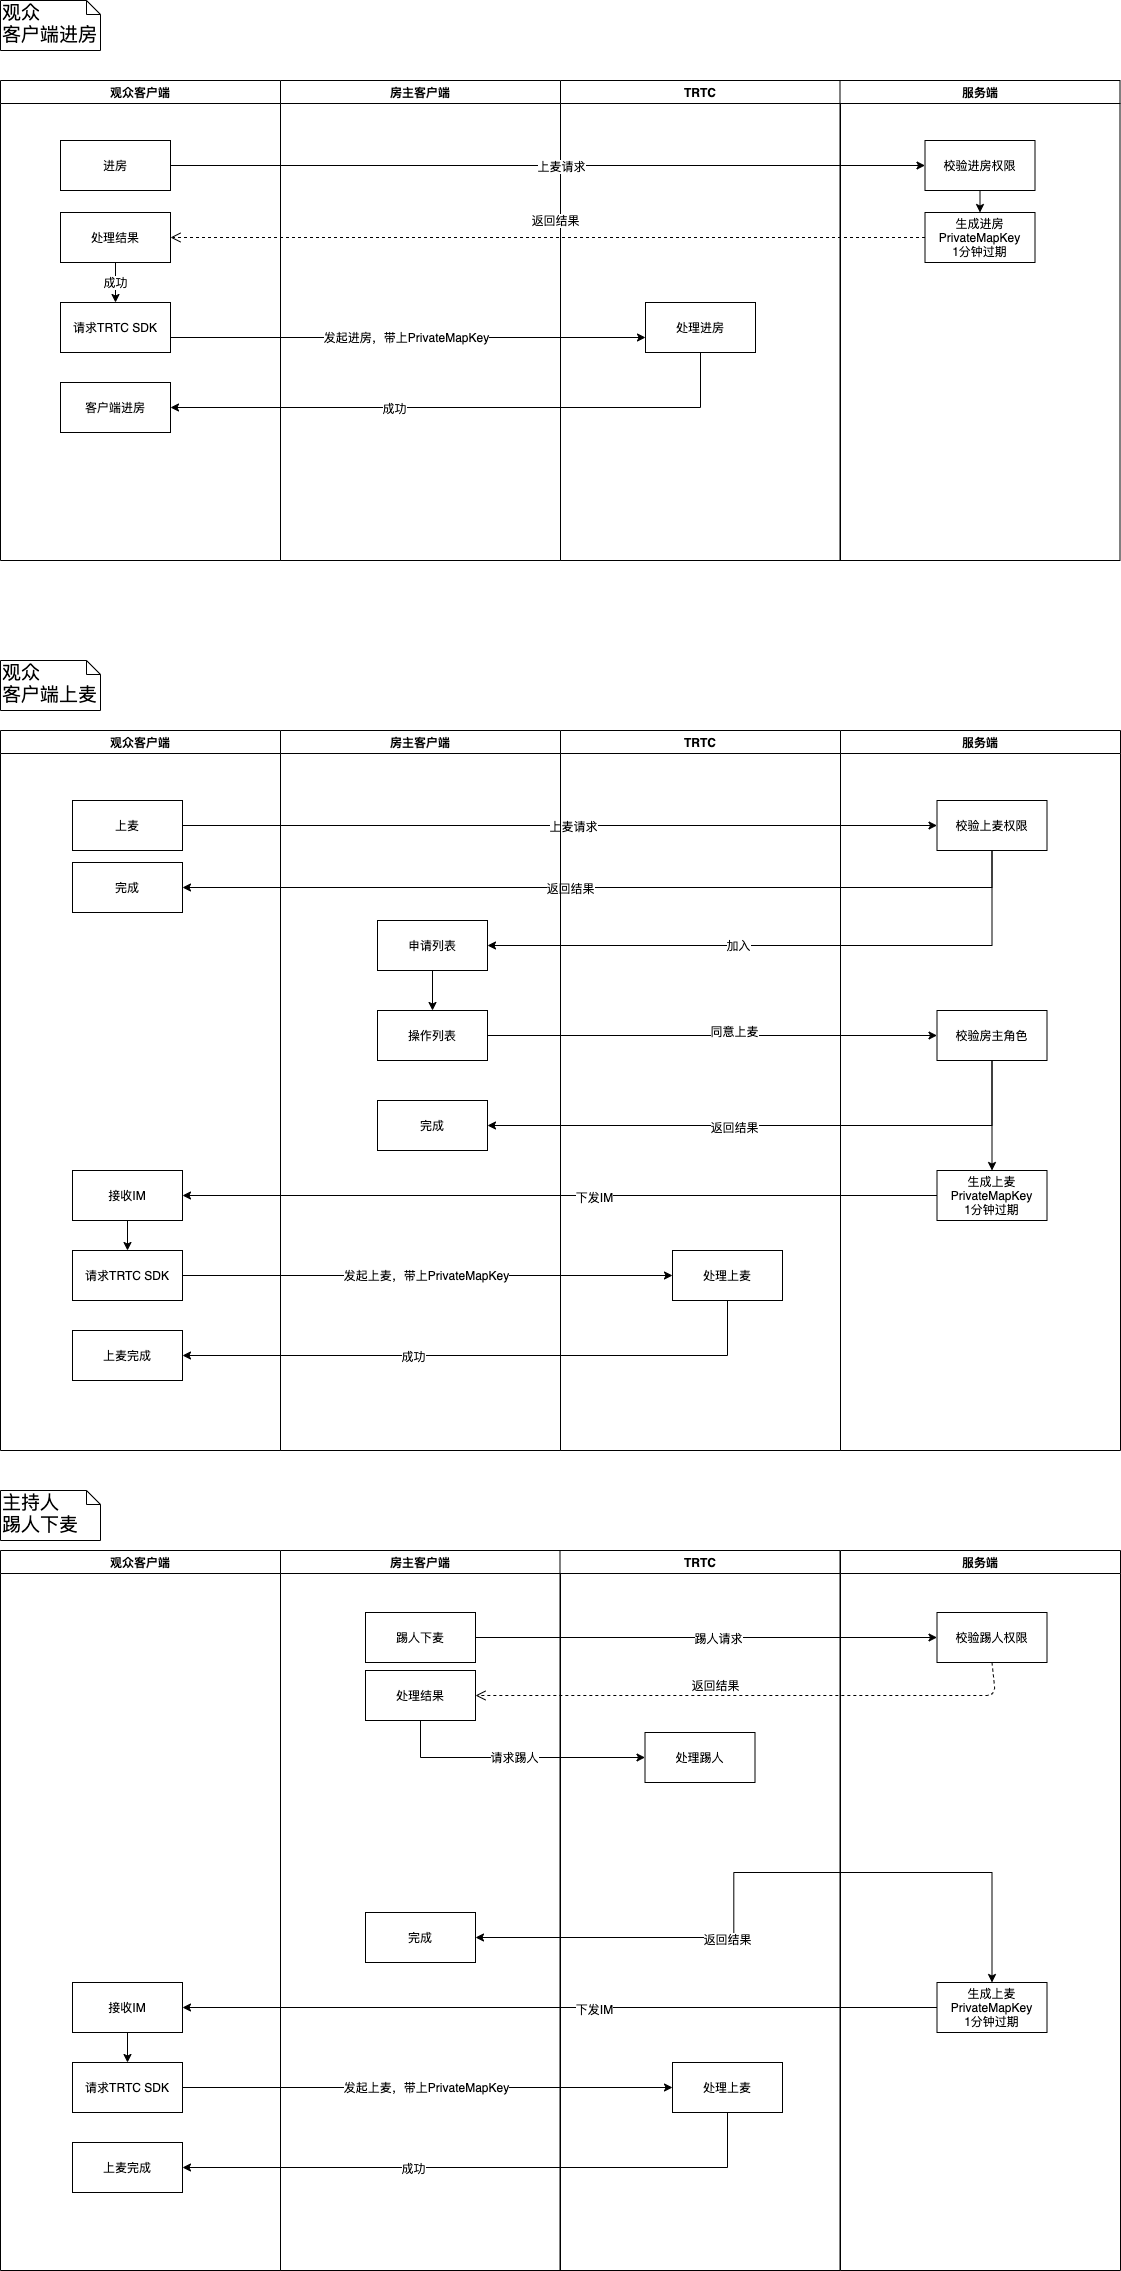 观众
客户端进房
观众客户端
房主客户端
TRTC
服务端
进房
上麦请求
校验进房权限
返回结果
处理结果
生成进房
PrivateMapKey
1分钟过期
成功
请求TRTC SDK
发起进房，带上PrivateMapKey
处理进房
客户端进房
成功
观众
客户端上麦
观众客户端
房主客户端
TRTC
服务端
上麦
上麦请求
校验上麦权限
完成
返回结果
申请列表
加入
操作列表
同意上麦
校验房主角色
完成
返回结果
接收IM
下发IM
生成上麦
PrivateMapKey
1分钟过期
请求TRTC SDK
发起上麦，带上PrivateMapKey
处理上麦
上麦完成
成功
主持人
踢人下麦
观众客户端
房主客户端
TRTC
服务端
踢人下麦
踢人请求
校验踢人权限
处理结果
返回结果
请求踢人
处理踢人
完成
返回结果
接收IM
下发IM
生成上麦
PrivateMapKey
1分钟过期
请求TRTC SDK
发起上麦，带上PrivateMapKey
处理上麦
上麦完成
成功